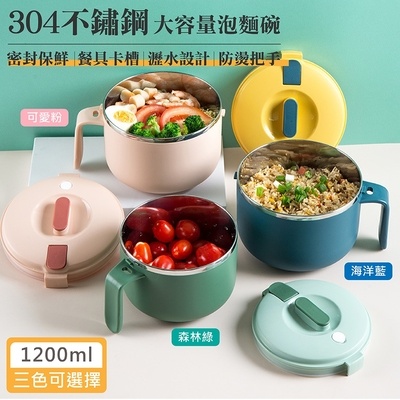 304不鏽鋼 大容量泡麵碗
密封保鮮 餐具卡槽 瀝水設計 防燙把手
可愛粉
海洋藍
森林綠
1200ml
三色可選擇